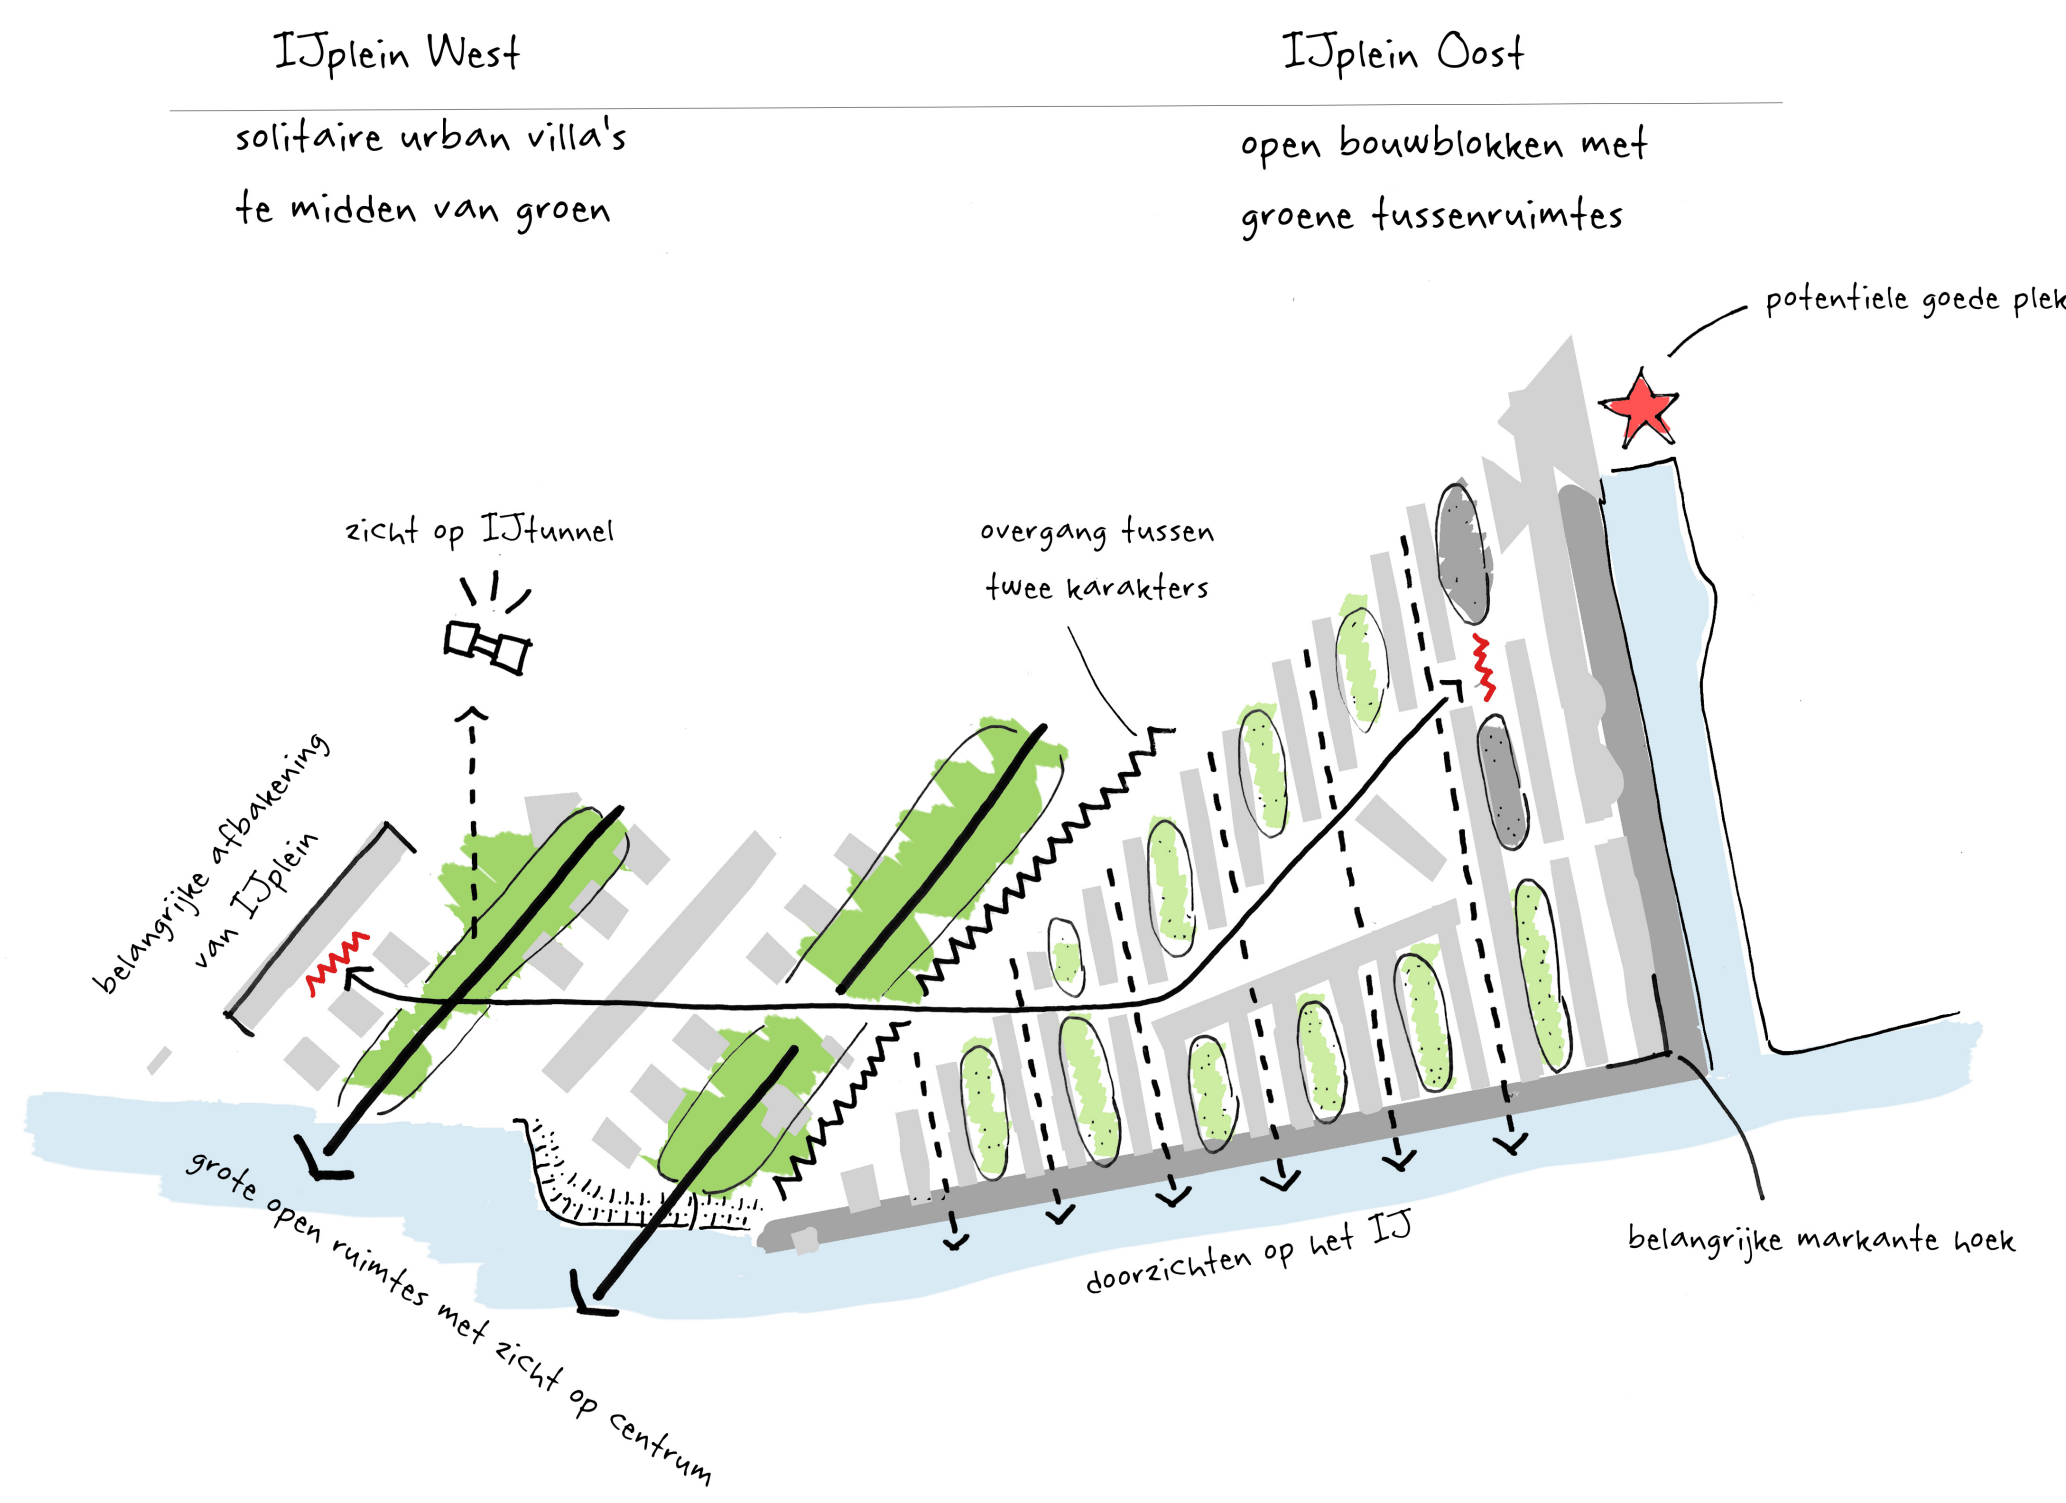 IJplein West
IJplein Oost
solitaire urban villa's
te midden van groen
open bouwblokken met
groene tussenruimtes
potentiele goede plek
zicht op IJtunnel
overgang tussen
twee karakters
belangrijke afbakening
van IJplein
grote open ruimtes met zicht op centrum
doorzichten op het IJ
belangrijke markante hoek